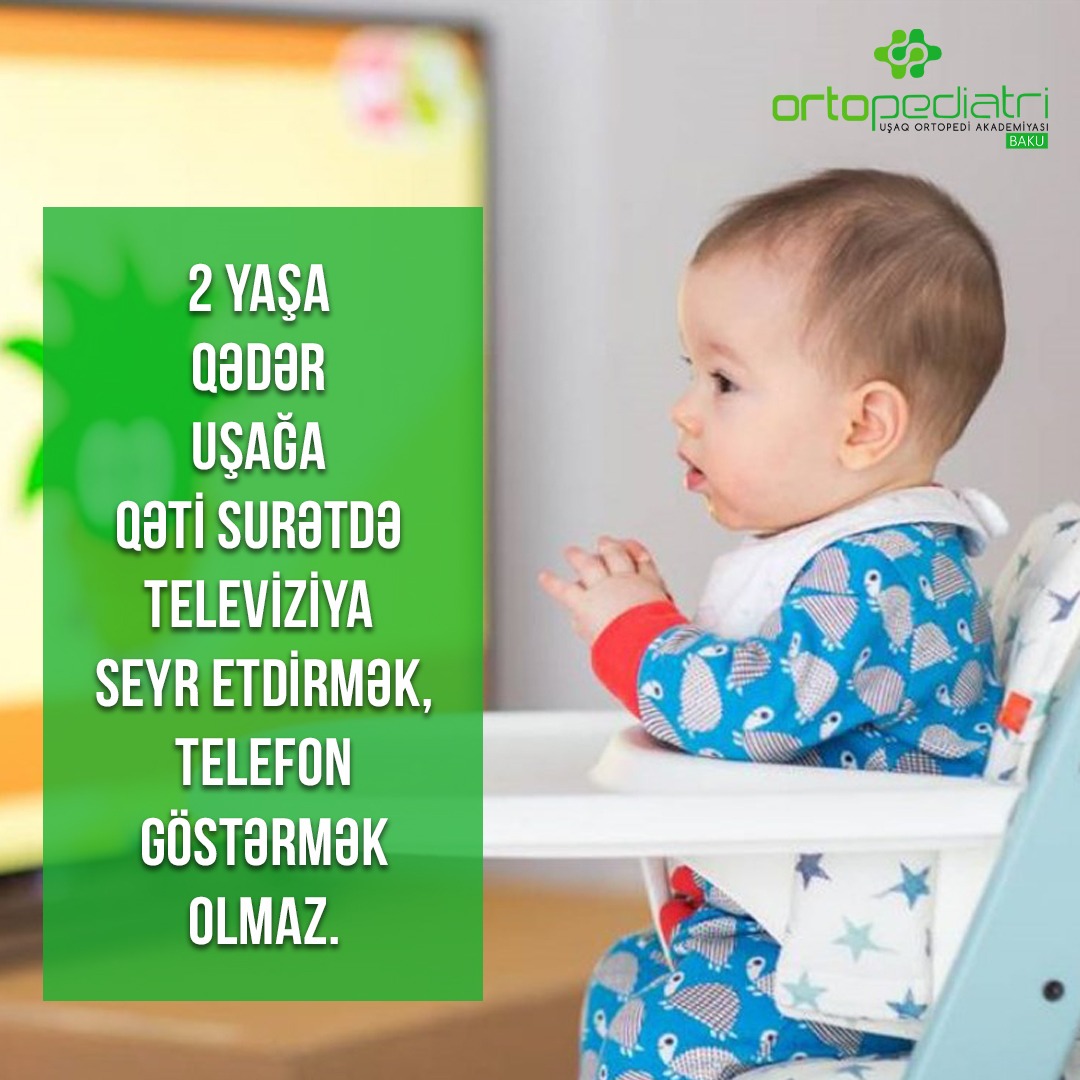 ortopediatri
UŞAQ ORTOPEDİ AKADEMİYASI
BAKU
2 YAŞA
QƏDƏR
UŞAĞA
QƏTİ SURƏTDƏ
TELEVİZİYA
SEYR ETDİRMƏK,
TELEFON
GÖSTƏRMƏK
OLMAZ.